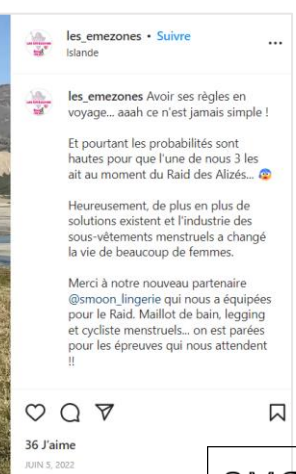 les_emezones • Suivre
Islande
les_emezones Avoir ses règles en
voyage... aaah ce n'est jamais simple !
Et pourtant les probabilités sont
hautes pour que l'une de nous 3 les
ait au moment du Raid des Alizés... 😰
Heureusement, de plus en plus de
solutions existent et l'industrie des
sous-vêtements menstruels a changé
la vie de beaucoup de femmes.
Merci à notre nouveau partenaire
@smoon_lingerie qui nous a équipées
pour le Raid. Maillot de bain, legging
et cycliste menstruels... on est parées
pour les épreuves qui nous attendent
!!
36 J'aime
JUIN 5, 2022